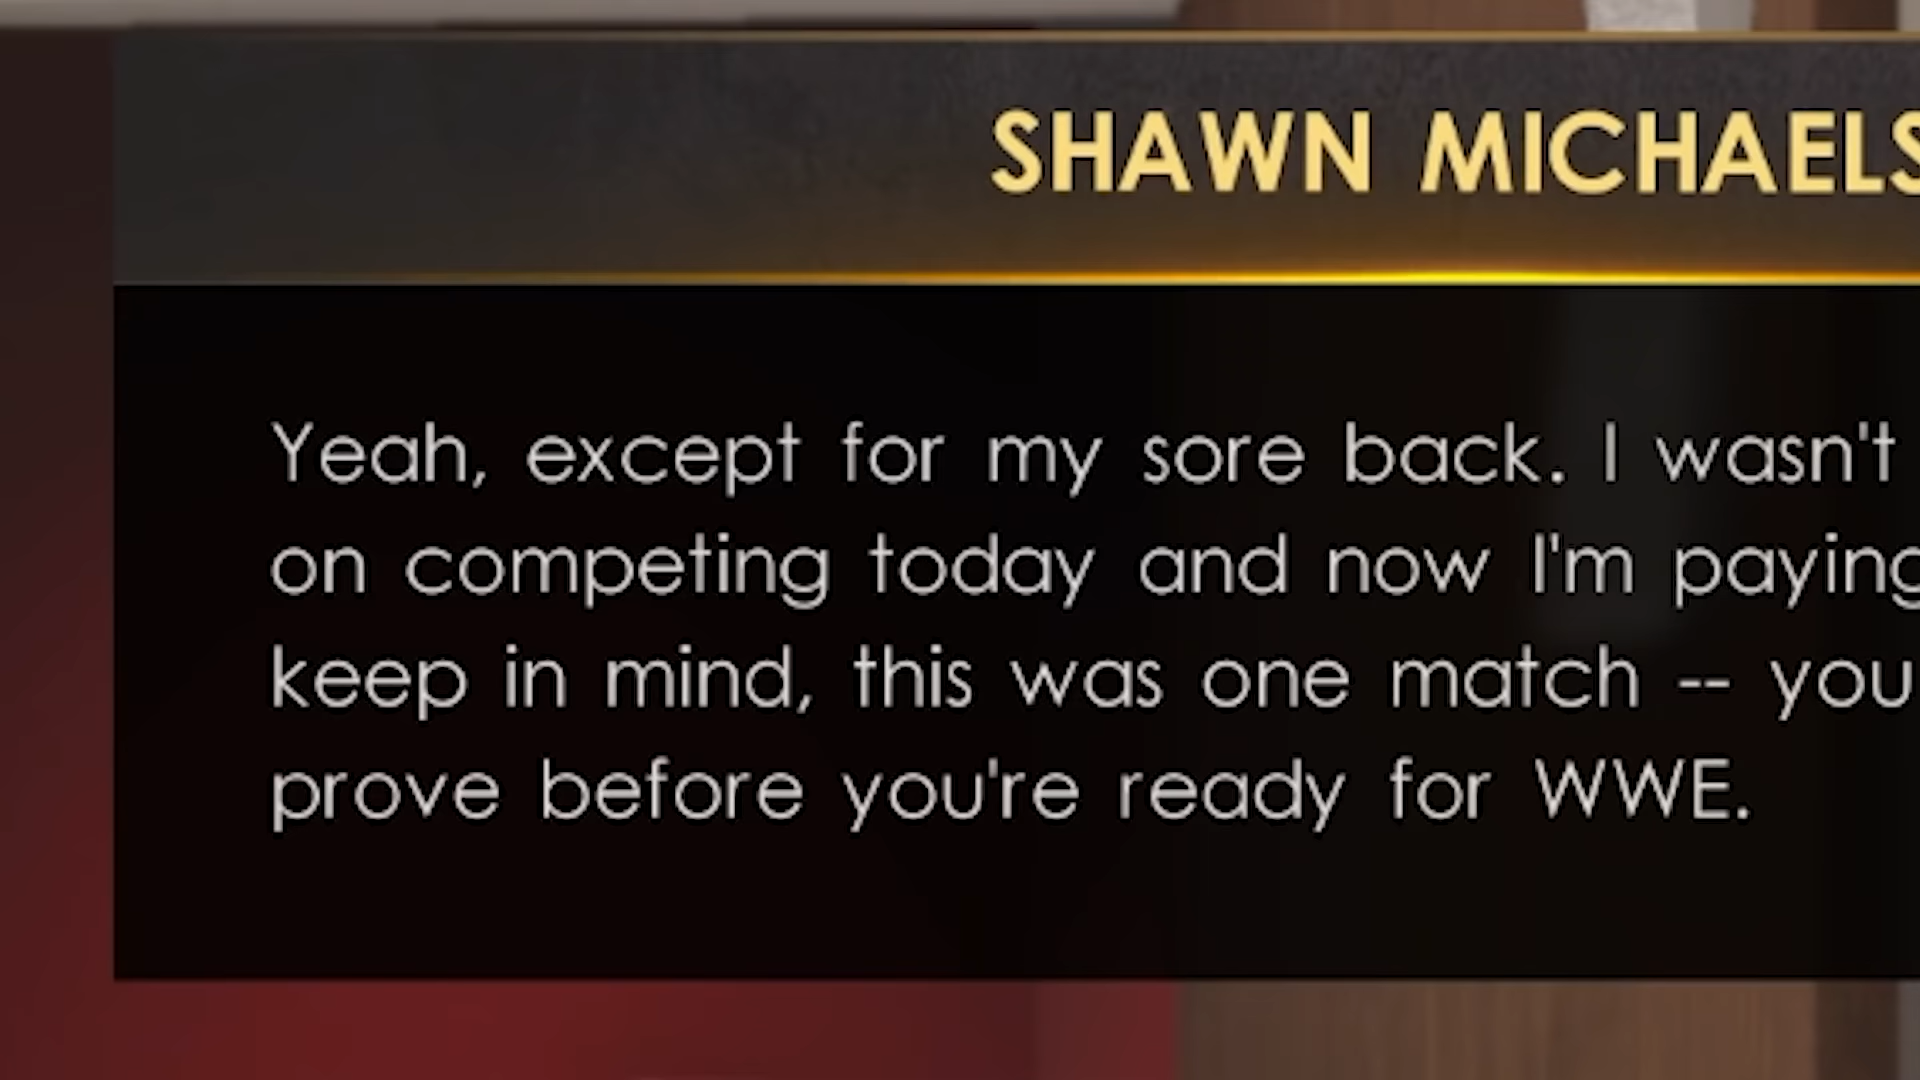 SHAWN MICHAELS
Yeah, except for my sore back. I wasn't
on competing today and now I'm paying
keep in mind, this was one match -- you
prove before you're ready for WWE.